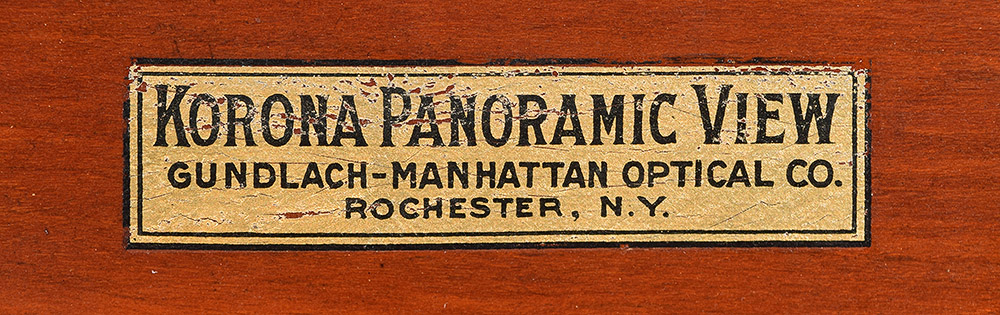 KORONA PANORAMIC VIEW
GUNDLACH-MANHATTAN OPTICAL CO.
ROCHESTER, N.Y.